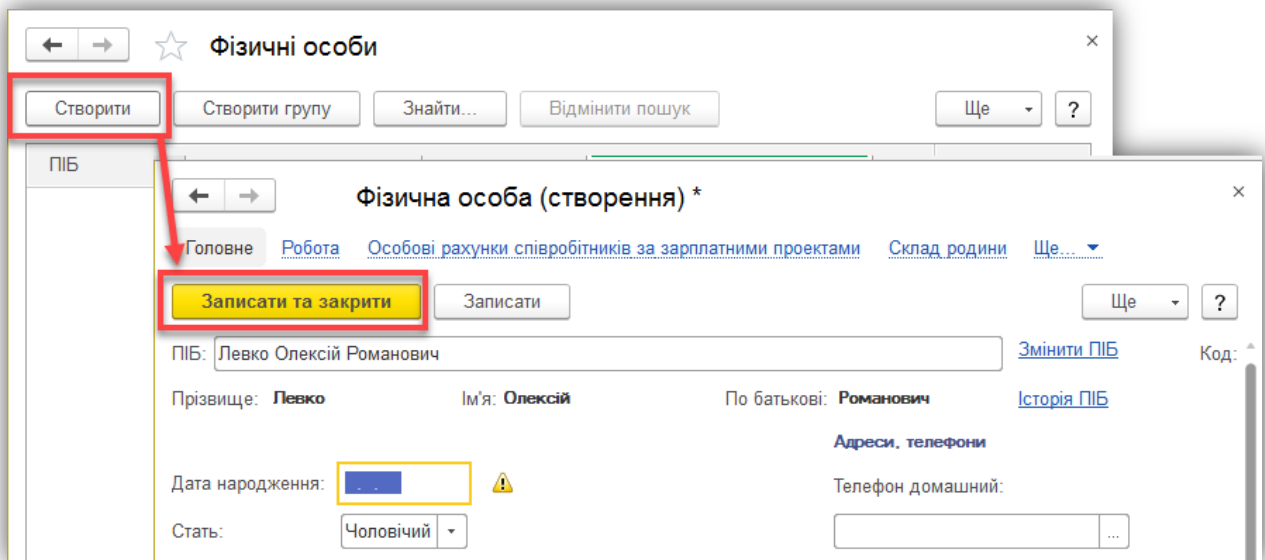 Фізичні особи
Створити Створити групу Знайти... Відмінити пошук Ще ?
ПІБ
Фізична особа (створення) *
Головне Робота Особові рахунки співробітників за зарплатними проектами Склад родини Ще...
Записати та закрити Записати Ще ?
ПІБ: Левко Олексій Романович Змінити ПІБ Код:
Прізвище: Левко Ім'я: Олексій По батькові: Романович Історія ПІБ
Адреси, телефони
Дата народження: . . Телефон домашний:
Стать: Чоловічий ...